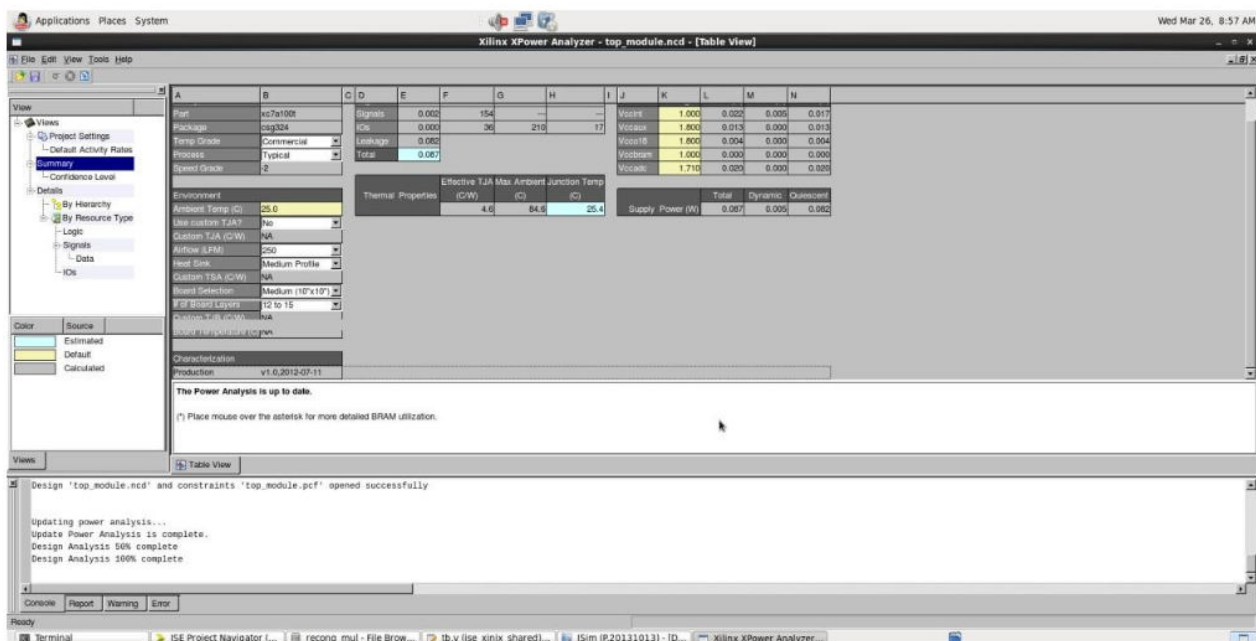 Applications Places System
Wed Mar 26, 8:57 AM
Xilinx XPower Analyzer - top_module.ncd - [Table View]
File Edit View Tools Help
View
Views
Project Settings
Default Activity Rates
Summary
Confidence Level
Details
By Hierarchy
By Resource Type
Logic
Signals
Data
IOs
Color Source
Estimated
Default
Calculated
Views
A B C D E F G H I J K L M N
Part xc7a100t Signals 0.002 154 --- --- Vccint 1.000 0.022 0.005 0.017
Package csg324 IOs 0.000 36 210 17 Vccaux 1.800 0.013 0.000 0.013
Temp Grade Commercial Leakage 0.082 Vcco18 1.800 0.004 0.000 0.004
Process Typical Total 0.087 Vccbram 1.000 0.000 0.000 0.000
Speed Grade -2 Vccadc 1.710 0.020 0.000 0.020
Effective TJA Max Ambient Junction Temp
Environment Thermal Properties (C/W) (C) (C) Total Dynamic Quiescent
Ambient Temp (C) 25.0 4.6 84.6 25.4 Supply Power (W) 0.087 0.005 0.082
Use custom TJA? No
Custom TJA (C/W) NA
Airflow (LFM) 250
Heat Sink Medium Profile
Custom TSA (C/W) NA
Board Selection Medium (10"x10")
# of Board Layers 12 to 15
Custom TJB (C/W) NA
Board Temperature (C) NA
Characterization
Production v1.0,2012-07-11
The Power Analysis is up to date.
(*) Place mouse over the asterisk for more detailed BRAM utilization.
Table View
Design 'top_module.ncd' and constraints 'top_module.pcf' opened successfully
Updating power analysis...
Update Power Analysis is complete.
Design Analysis 50% complete
Design Analysis 100% complete
Console Report Warning Error
Ready
Terminal ISE Project Navigator (... recong_mul - File Brow... tb.v (ise_xinix_shared)... ISim (P.20131013) - [D... Xilinx XPower Analyzer...